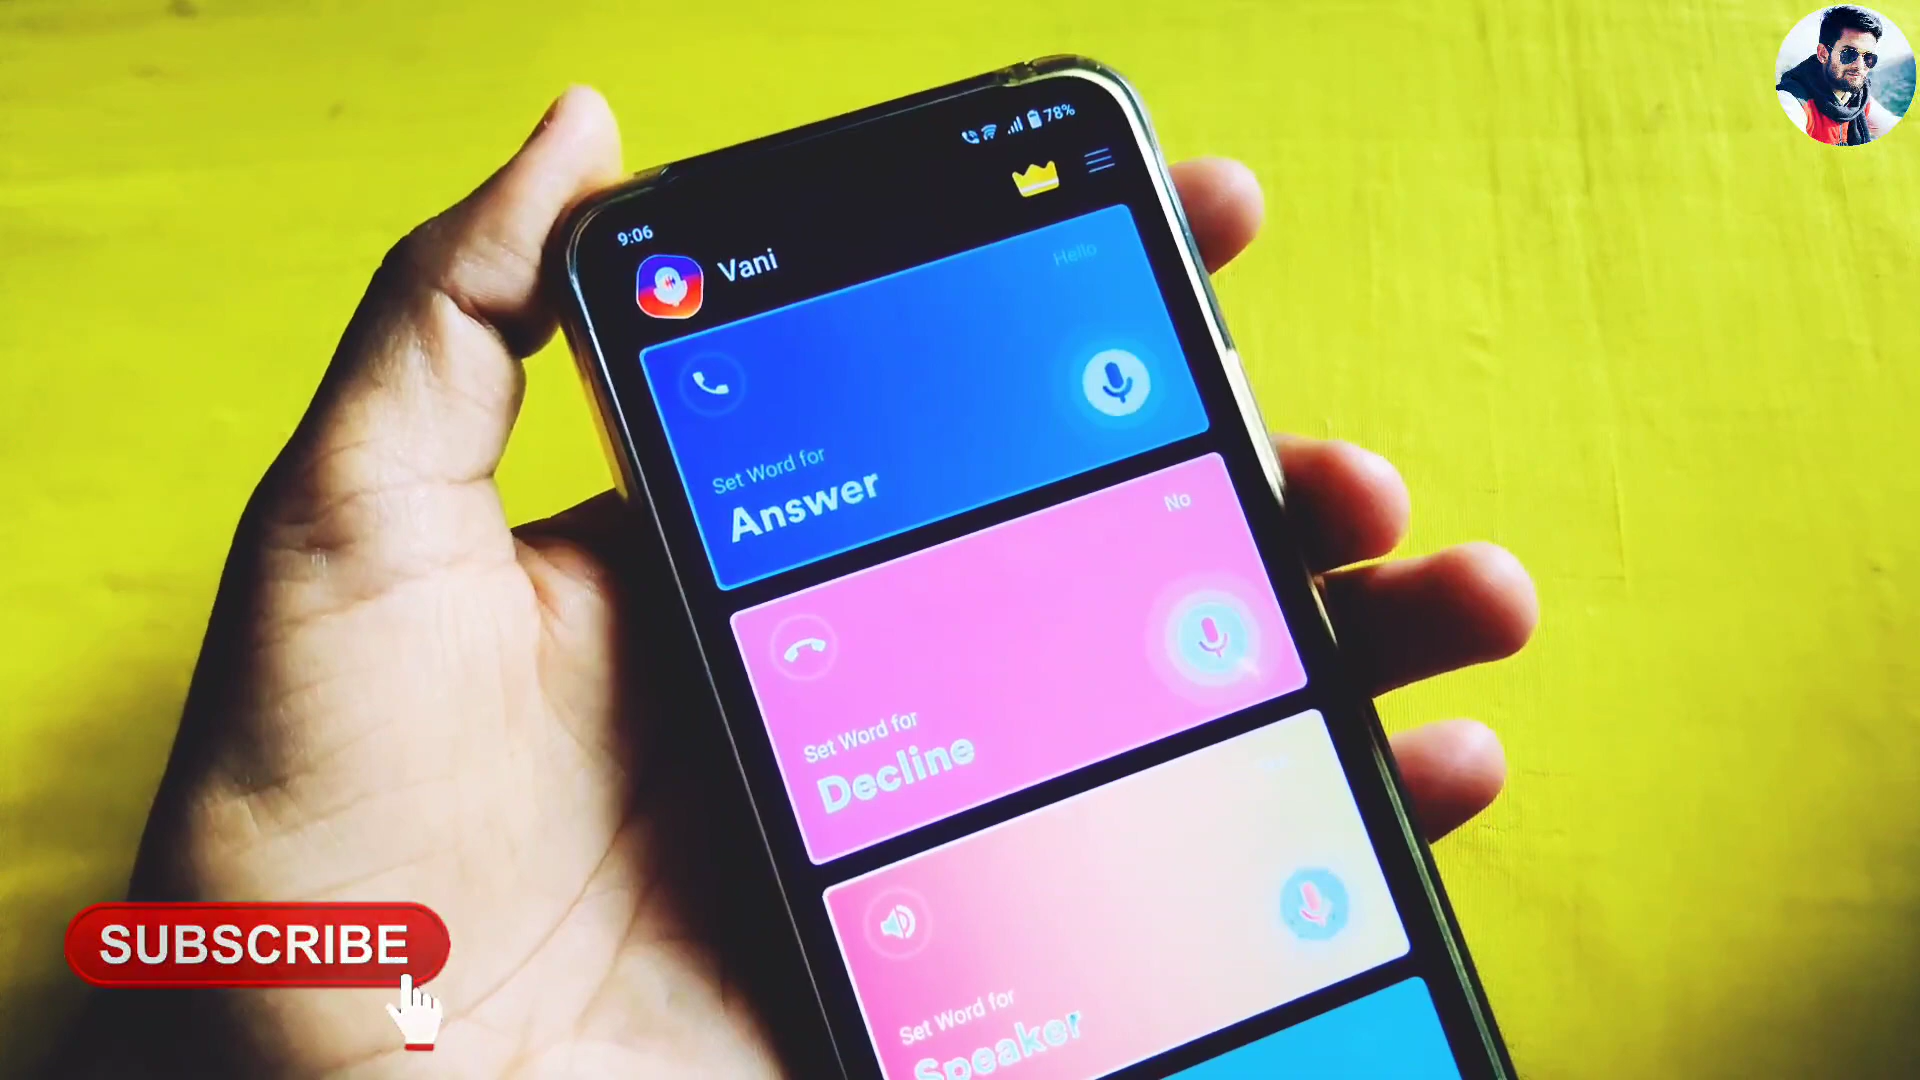 78%
9:06
Vani
Hello
Set Word for
Answer
No
Set Word for
Decline
Set Word for
Speaker
SUBSCRIBE